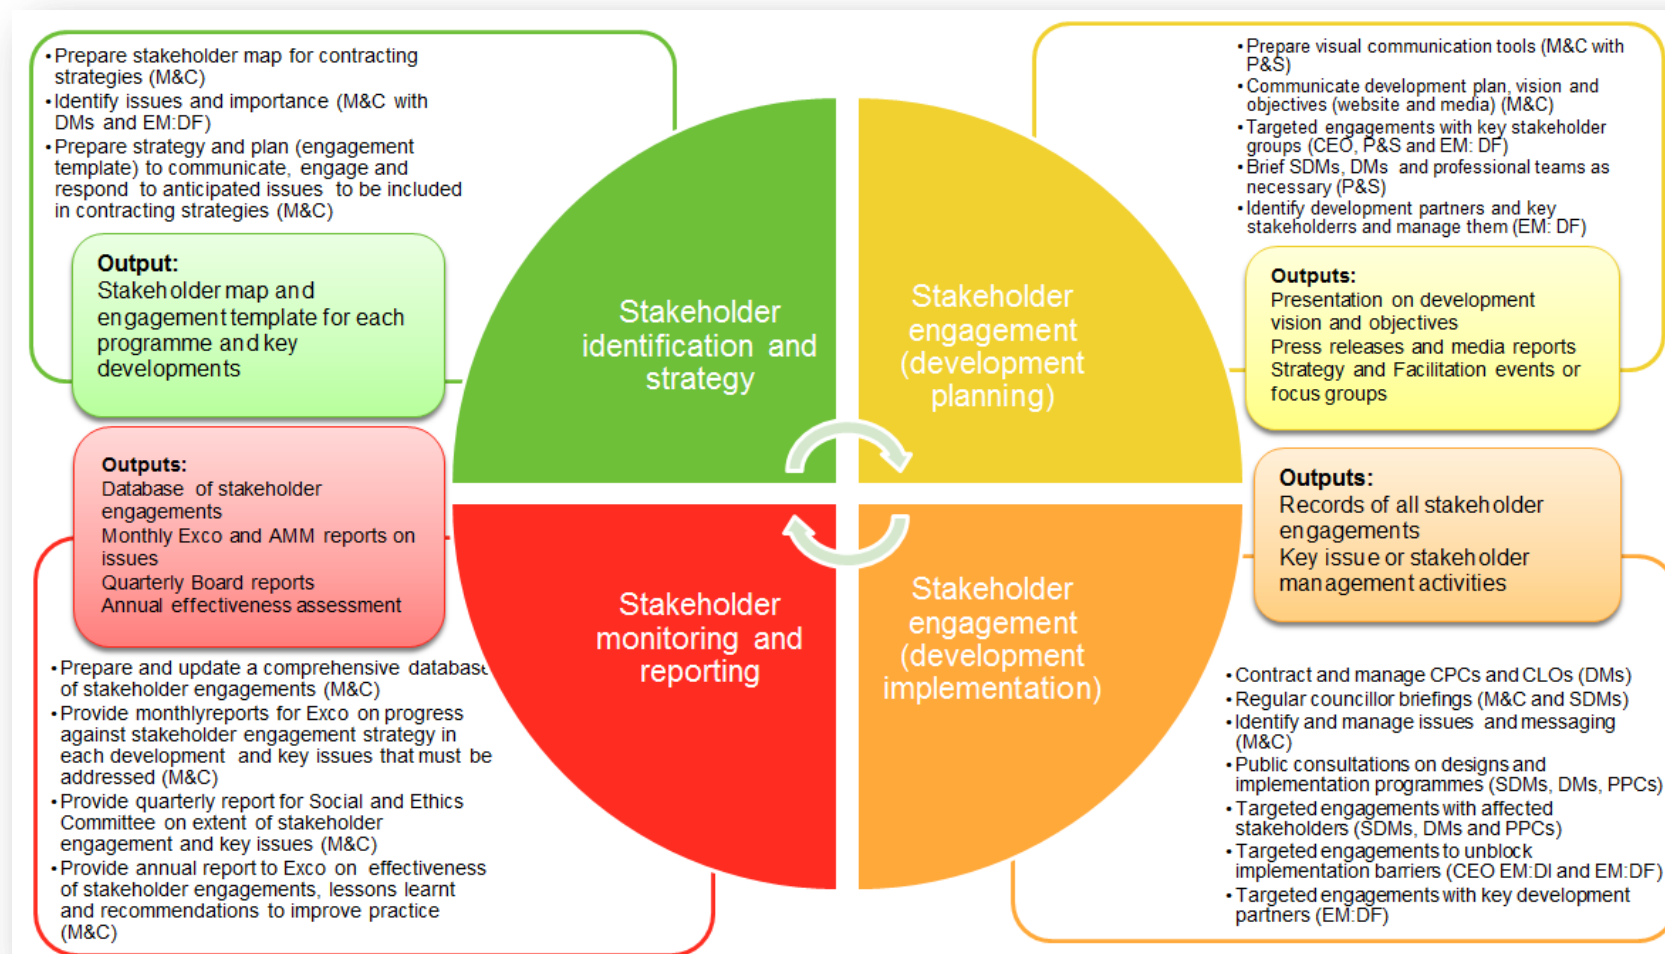 •Prepare stakeholder map for contracting
strategies (M&C)
•Identify issues and importance (M&C with
DMs and EM:DF)
•Prepare strategy and plan (engagement
template) to communicate, engage and
respond to anticipated issues to be included
in contracting strategies (M&C)
Output:
Stakeholder map and
engagement template for each
programme and key
developments
Stakeholder
identification and
strategy
•Prepare visual communication tools (M&C with
P&S)
•Communicate development plan, vision and
objectives (website and media) (M&C)
•Targeted engagements with key stakeholder
groups (CEO, P&S and EM: DF)
•Brief SDMs, DMs and professional teams as
necessary (P&S)
•Identify development partners and key
stakeholderrs and manage them (EM: DF)
Outputs:
Presentation on development
vision and objectives
Press releases and media reports
Strategy and Facilitation events or
focus groups
Stakeholder
engagement
(development
planning)
Outputs:
Records of all stakeholder
engagements
Key issue or stakeholder
management activities
•Contract and manage CPCs and CLOs (DMs)
•Regular councillor briefings (M&C and SDMs)
•Identify and manage issues and messaging
(M&C)
•Public consultations on designs and
implementation programmes (SDMs, DMs, PPCs)
•Targeted engagements with affected
stakeholders (SDMs, DMs and PPCs)
•Targeted engagements to unblock
implementation barriers (CEO EM:DI and EM:DF)
•Targeted engagements with key development
partners (EM:DF)
Stakeholder
engagement
(development
implementation)
Outputs:
Database of stakeholder
engagements
Monthly Exco and AMM reports on
issues
Quarterly Board reports
Annual effectiveness assessment
•Prepare and update a comprehensive database
of stakeholder engagements (M&C)
•Provide monthlyreports for Exco on progress
against stakeholder engagement strategy in
each development and key issues that must be
addressed (M&C)
•Provide quarterly report for Social and Ethics
Committee on extent of stakeholder
engagement and key issues (M&C)
•Provide annual report to Exco on effectiveness
of stakeholder engagements, lessons learnt
and recommendations to improve practice
(M&C)
Stakeholder
monitoring and
reporting